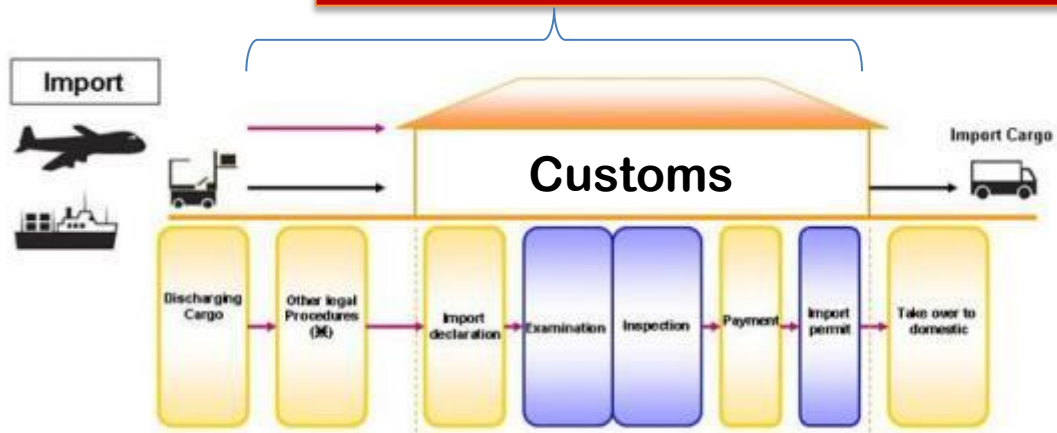 Import
Customs
Import Cargo
Discharging
Cargo
Other legal
Procedures
(※)
Import
declaration
Examination
Inspection
Payment
Import
permit
Take over to
domestic